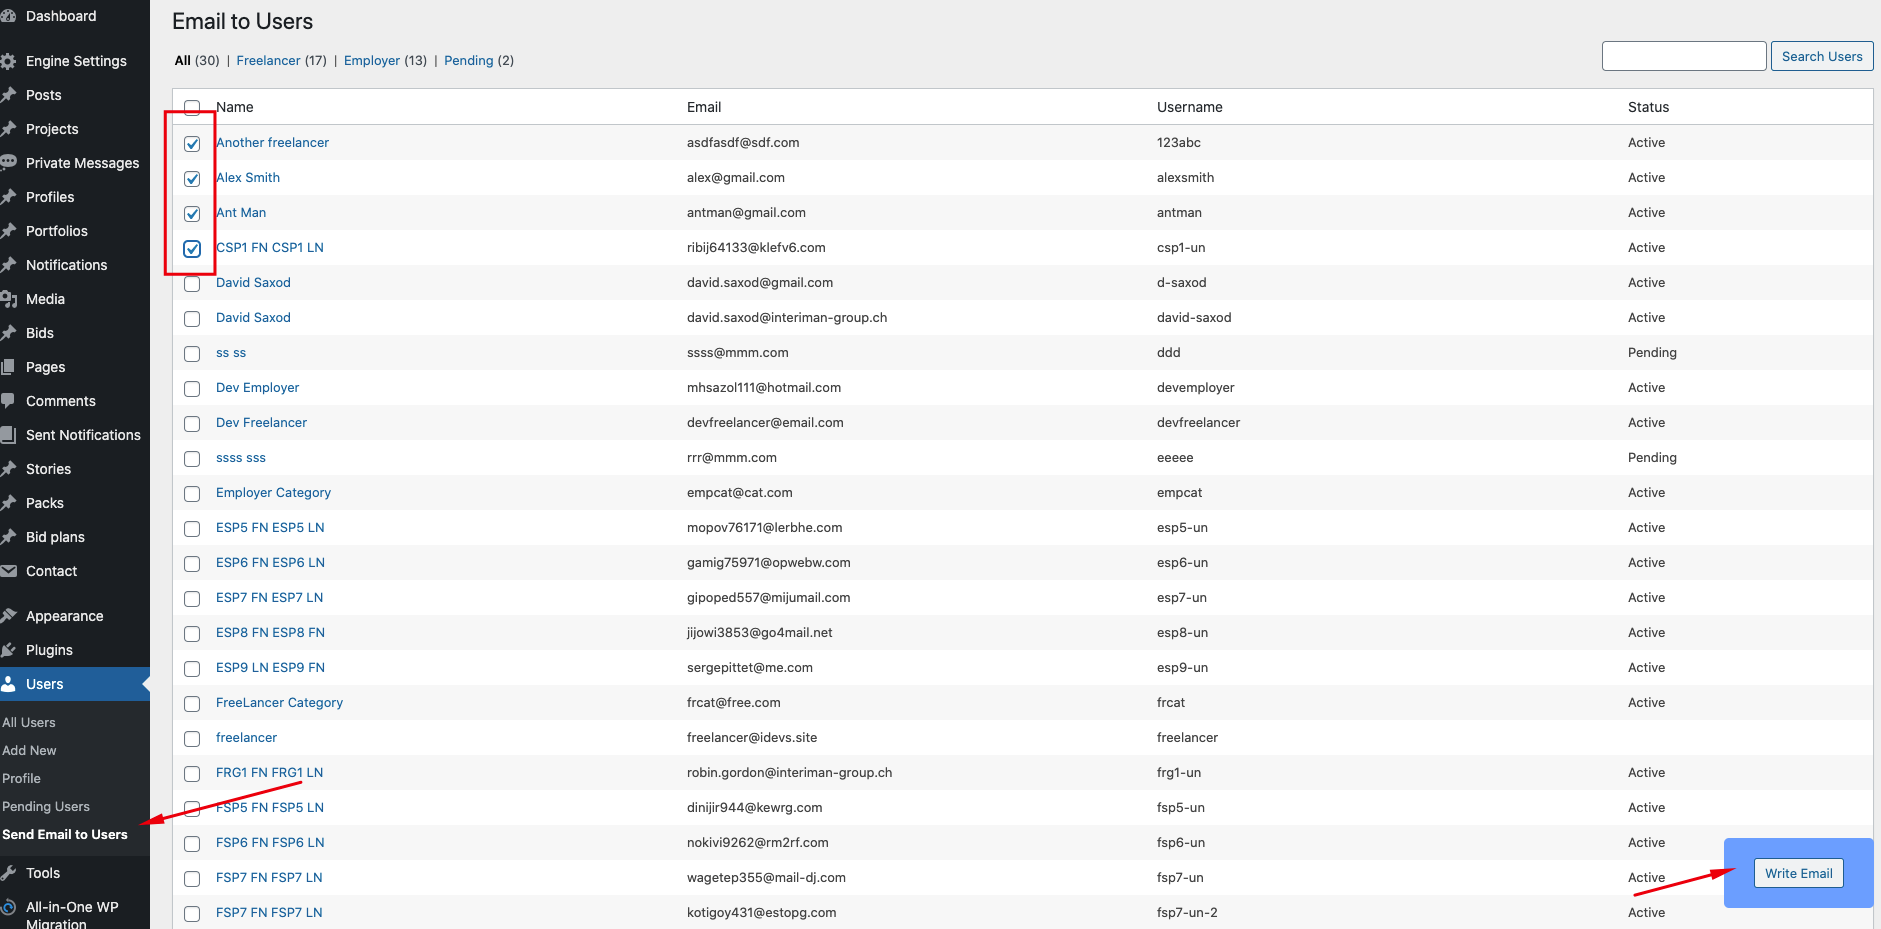 Dashboard
Engine Settings
Posts
Projects
Private Messages
Profiles
Portfolios
Notifications
Media
Bids
Pages
Comments
Sent Notifications
Stories
Packs
Bid plans
Contact
Appearance
Plugins
Users
All Users
Add New
Profile
Pending Users
Send Email to Users
Tools
All-in-One WP
Migration
Email to Users
All (30) | Freelancer (17) | Employer (13) | Pending (2)
Search Users
Name Email Username Status
Another freelancer asdfasdf@sdf.com 123abc Active
Alex Smith alex@gmail.com alexsmith Active
Ant Man antman@gmail.com antman Active
CSP1 FN CSP1 LN ribij64133@klefv6.com csp1-un Active
David Saxod david.saxod@gmail.com d-saxod Active
David Saxod david.saxod@interiman-group.ch david-saxod Active
ss ss ssss@mmm.com ddd Pending
Dev Employer mhsazol111@hotmail.com devemployer Active
Dev Freelancer devfreelancer@email.com devfreelancer Active
ssss sss rrr@mmm.com eeeee Pending
Employer Category empcat@cat.com empcat Active
ESP5 FN ESP5 LN mopov76171@lerbhe.com esp5-un Active
ESP6 FN ESP6 LN gamig75971@opwebw.com esp6-un Active
ESP7 FN ESP7 LN gipoped557@mijumail.com esp7-un Active
ESP8 FN ESP8 FN jijowi3853@go4mail.net esp8-un Active
ESP9 LN ESP9 FN sergepittet@me.com esp9-un Active
FreeLancer Category frcat@free.com frcat Active
freelancer freelancer@idevs.site freelancer
FRG1 FN FRG1 LN robin.gordon@interiman-group.ch frg1-un Active
FSP5 FN FSP5 LN dinijir944@kewrg.com fsp5-un Active
FSP6 FN FSP6 LN nokivi9262@rm2rf.com fsp6-un Active
FSP7 FN FSP7 LN wagetep355@mail-dj.com fsp7-un Active
FSP7 FN FSP7 LN kotigoy431@estopg.com fsp7-un-2 Active
Write Email